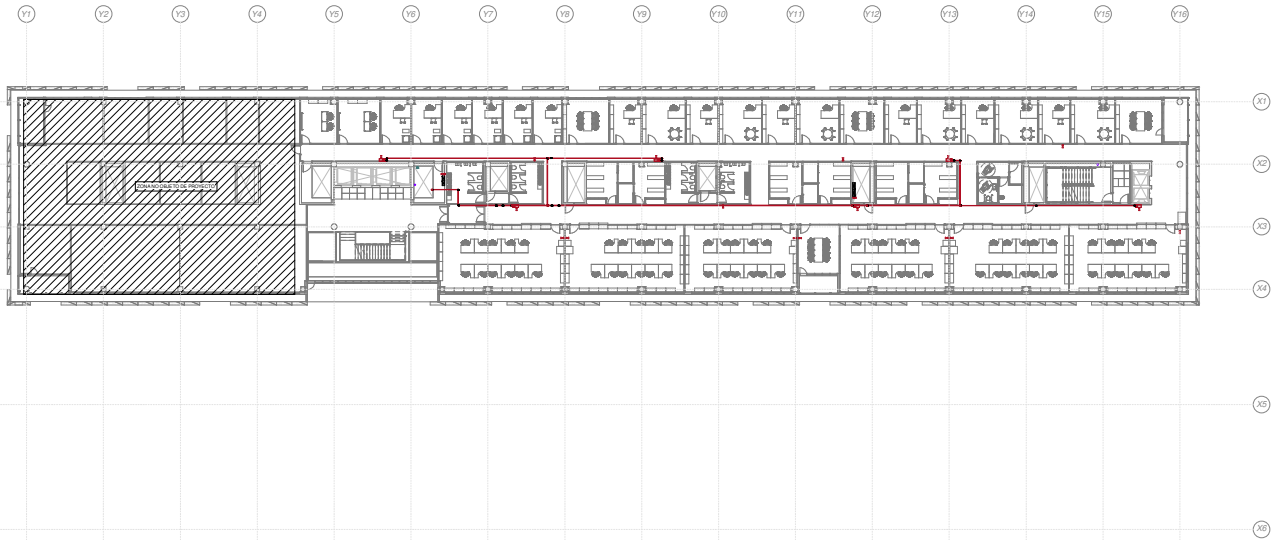 Y1 Y2 Y3 Y4 Y5 Y6 Y7 Y8 Y9 Y10 Y11 Y12 Y13 Y14 Y15 Y16
X1
X2
ZONA NO OBJETO DE PROYECTO
X3
X4
X5
X6